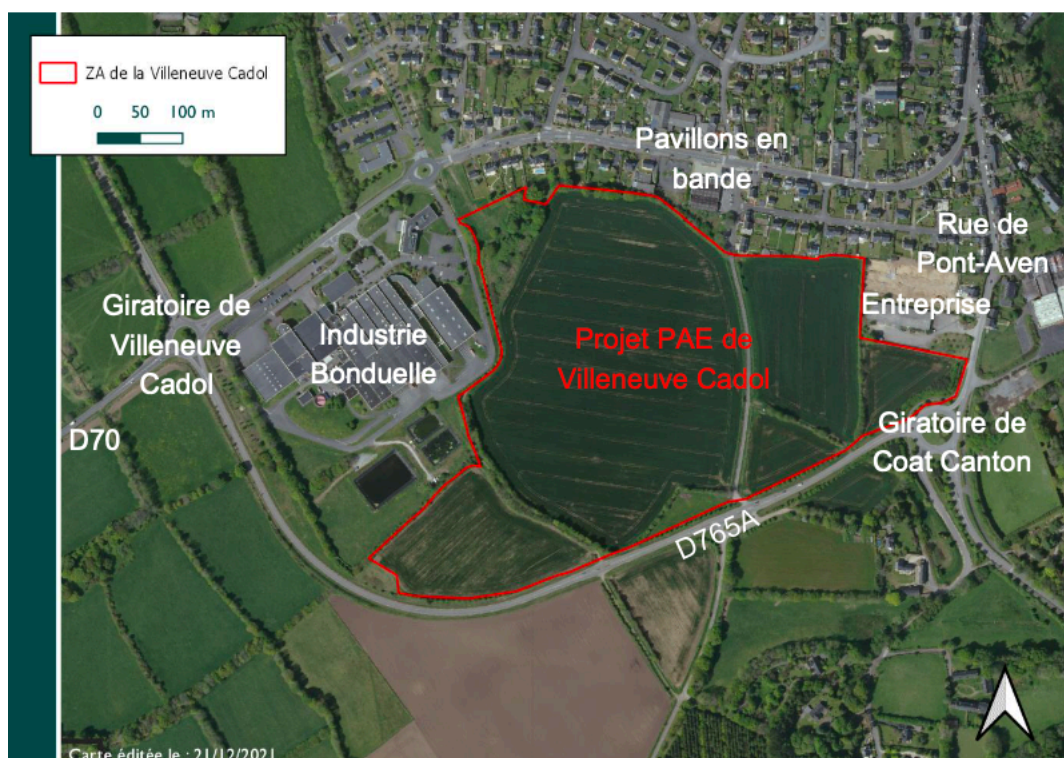 ZA de la Villeneuve Cadol
0 50 100 m
Pavillons en
bande
Rue de
Pont-Aven
Entreprise
Giratoire de
Villeneuve
Cadol
Industrie
Bonduelle
Projet PAE de
Villeneuve Cadol
D70
Giratoire de
Coat Canton
D765A
Carte éditée le : 21/12/2021